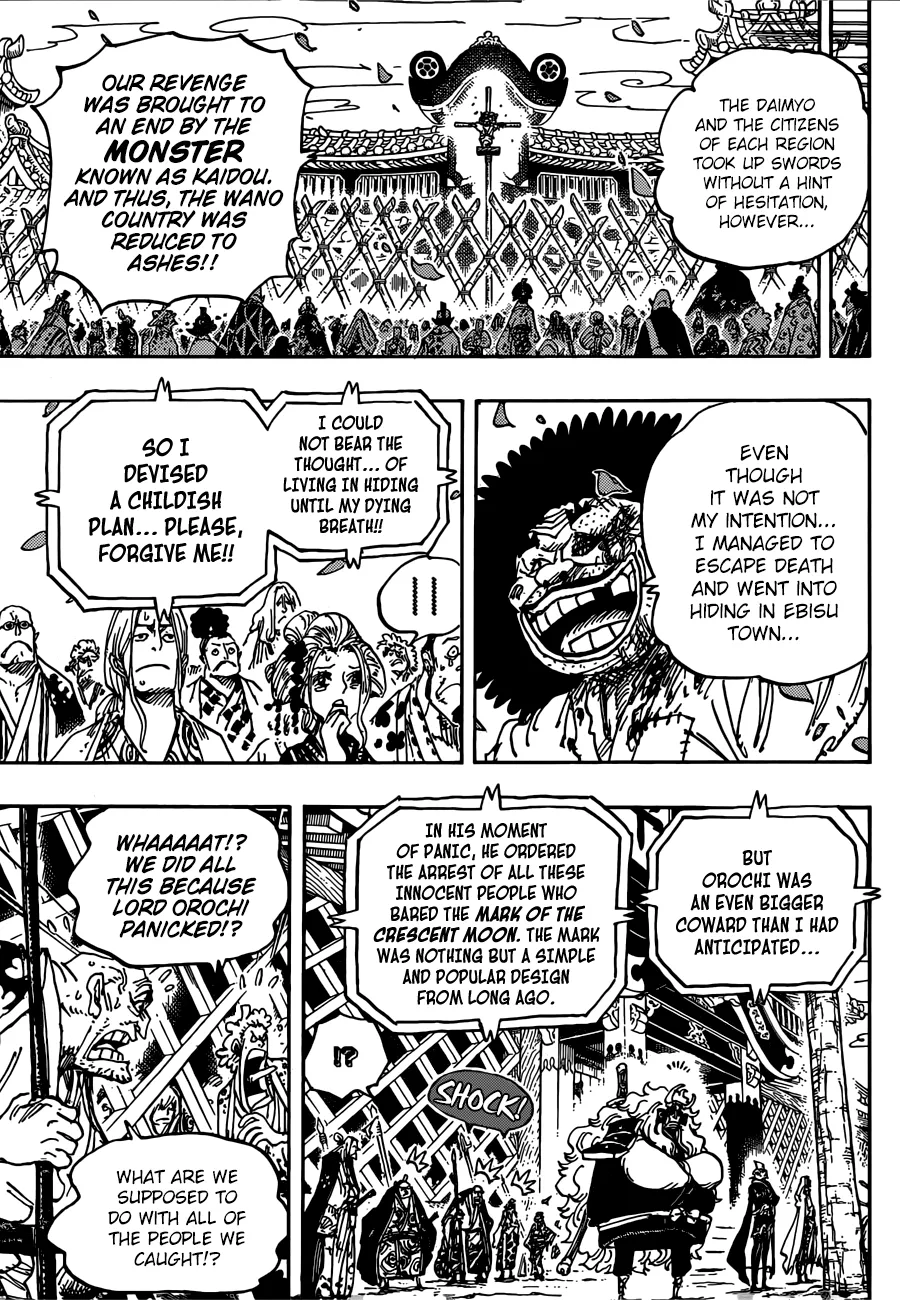 THE DAIMYO
AND THE CITIZENS
OF EACH REGION
TOOK UP SWORDS
WITHOUT A HINT
OF HESITATION,
HOWEVER...
OUR REVENGE
WAS BROUGHT TO
AN END BY THE
MONSTER
KNOWN AS KAIDOU.
AND THUS, THE WANO
COUNTRY WAS
REDUCED TO
ASHES!!
EVEN
THOUGH
IT WAS NOT
MY INTENTION...
I MANAGED TO
ESCAPE DEATH
AND WENT INTO
HIDING IN EBISU
TOWN...
I COULD
NOT BEAR THE
THOUGHT... OF
LIVING IN HIDING
UNTIL MY DYING
BREATH!!
SO I
DEVISED
A CHILDISH
PLAN... PLEASE,
FORGIVE ME!!
!!
BUT
OROCHI WAS
AN EVEN BIGGER
COWARD THAN I HAD
ANTICIPATED...
IN HIS MOMENT
OF PANIC, HE ORDERED
THE ARREST OF ALL THESE
INNOCENT PEOPLE WHO
BARED THE MARK OF THE
CRESCENT MOON. THE MARK
WAS NOTHING BUT A SIMPLE
AND POPULAR DESIGN
FROM LONG AGO.
!?
SHOCK!
WHAAAAAT!?
WE DID ALL
THIS BECAUSE
LORD OROCHI
PANICKED!?
WHAT ARE WE
SUPPOSED TO
DO WITH ALL OF
THE PEOPLE WE
CAUGHT!?